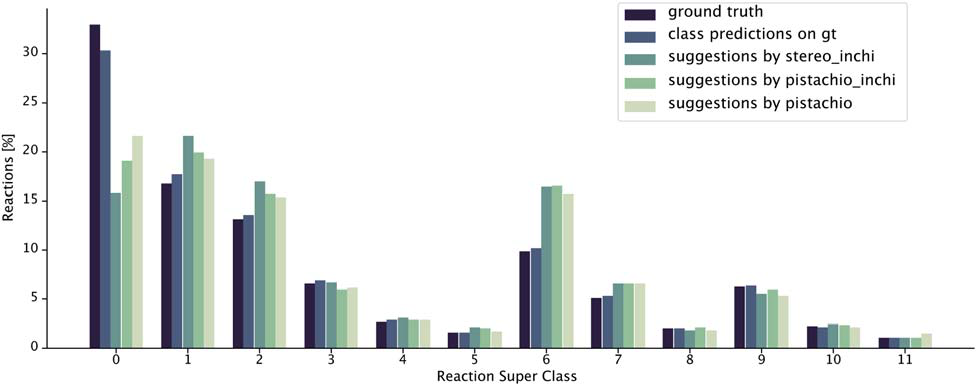 ground truth
class predictions on gt
suggestions by stereo_inchi
suggestions by pistachio_inchi
suggestions by pistachio
Reactions [%]
30
25
20
15
10
5
0
0 1 2 3 4 5 6 7 8 9 10 11
Reaction Super Class